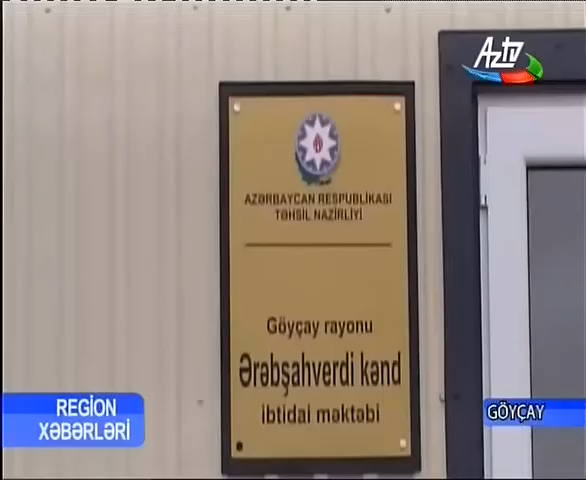 Aztv
AZƏRBAYCAN RESPUBLİKASI
TƏHSİL NAZİRLİYİ
Göyçay rayonu
Ərəbşahverdi kənd
ibtidai məktəbi
REGİON
XƏBƏRLƏRİ
GÖYÇAY